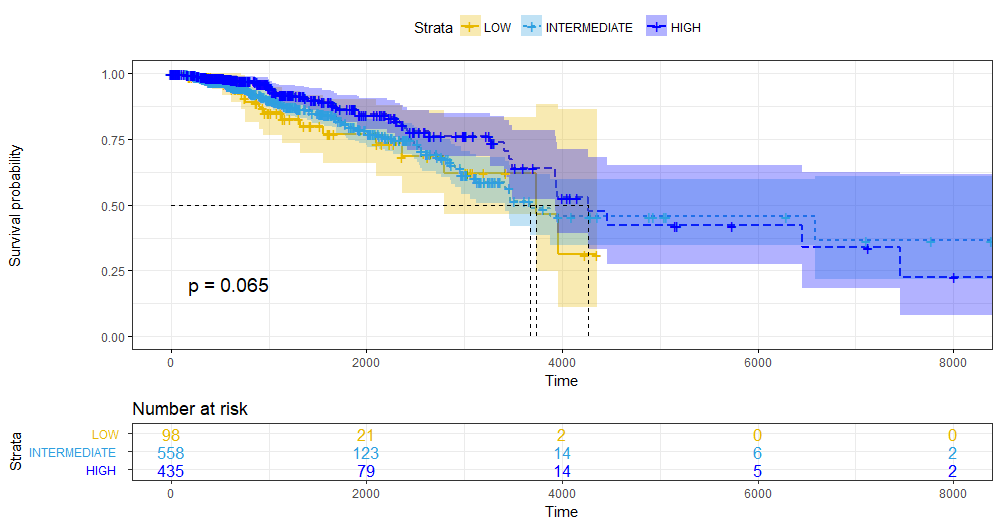 Strata LOW INTERMEDIATE HIGH
Survival probability
1.00
0.75
0.50
0.25
0.00
p = 0.065
0 2000 4000 6000 8000
Time
Number at risk
Strata
LOW 98 21 2 0 0
INTERMEDIATE 558 123 14 6 2
HIGH 435 79 14 5 2
0 2000 4000 6000 8000
Time